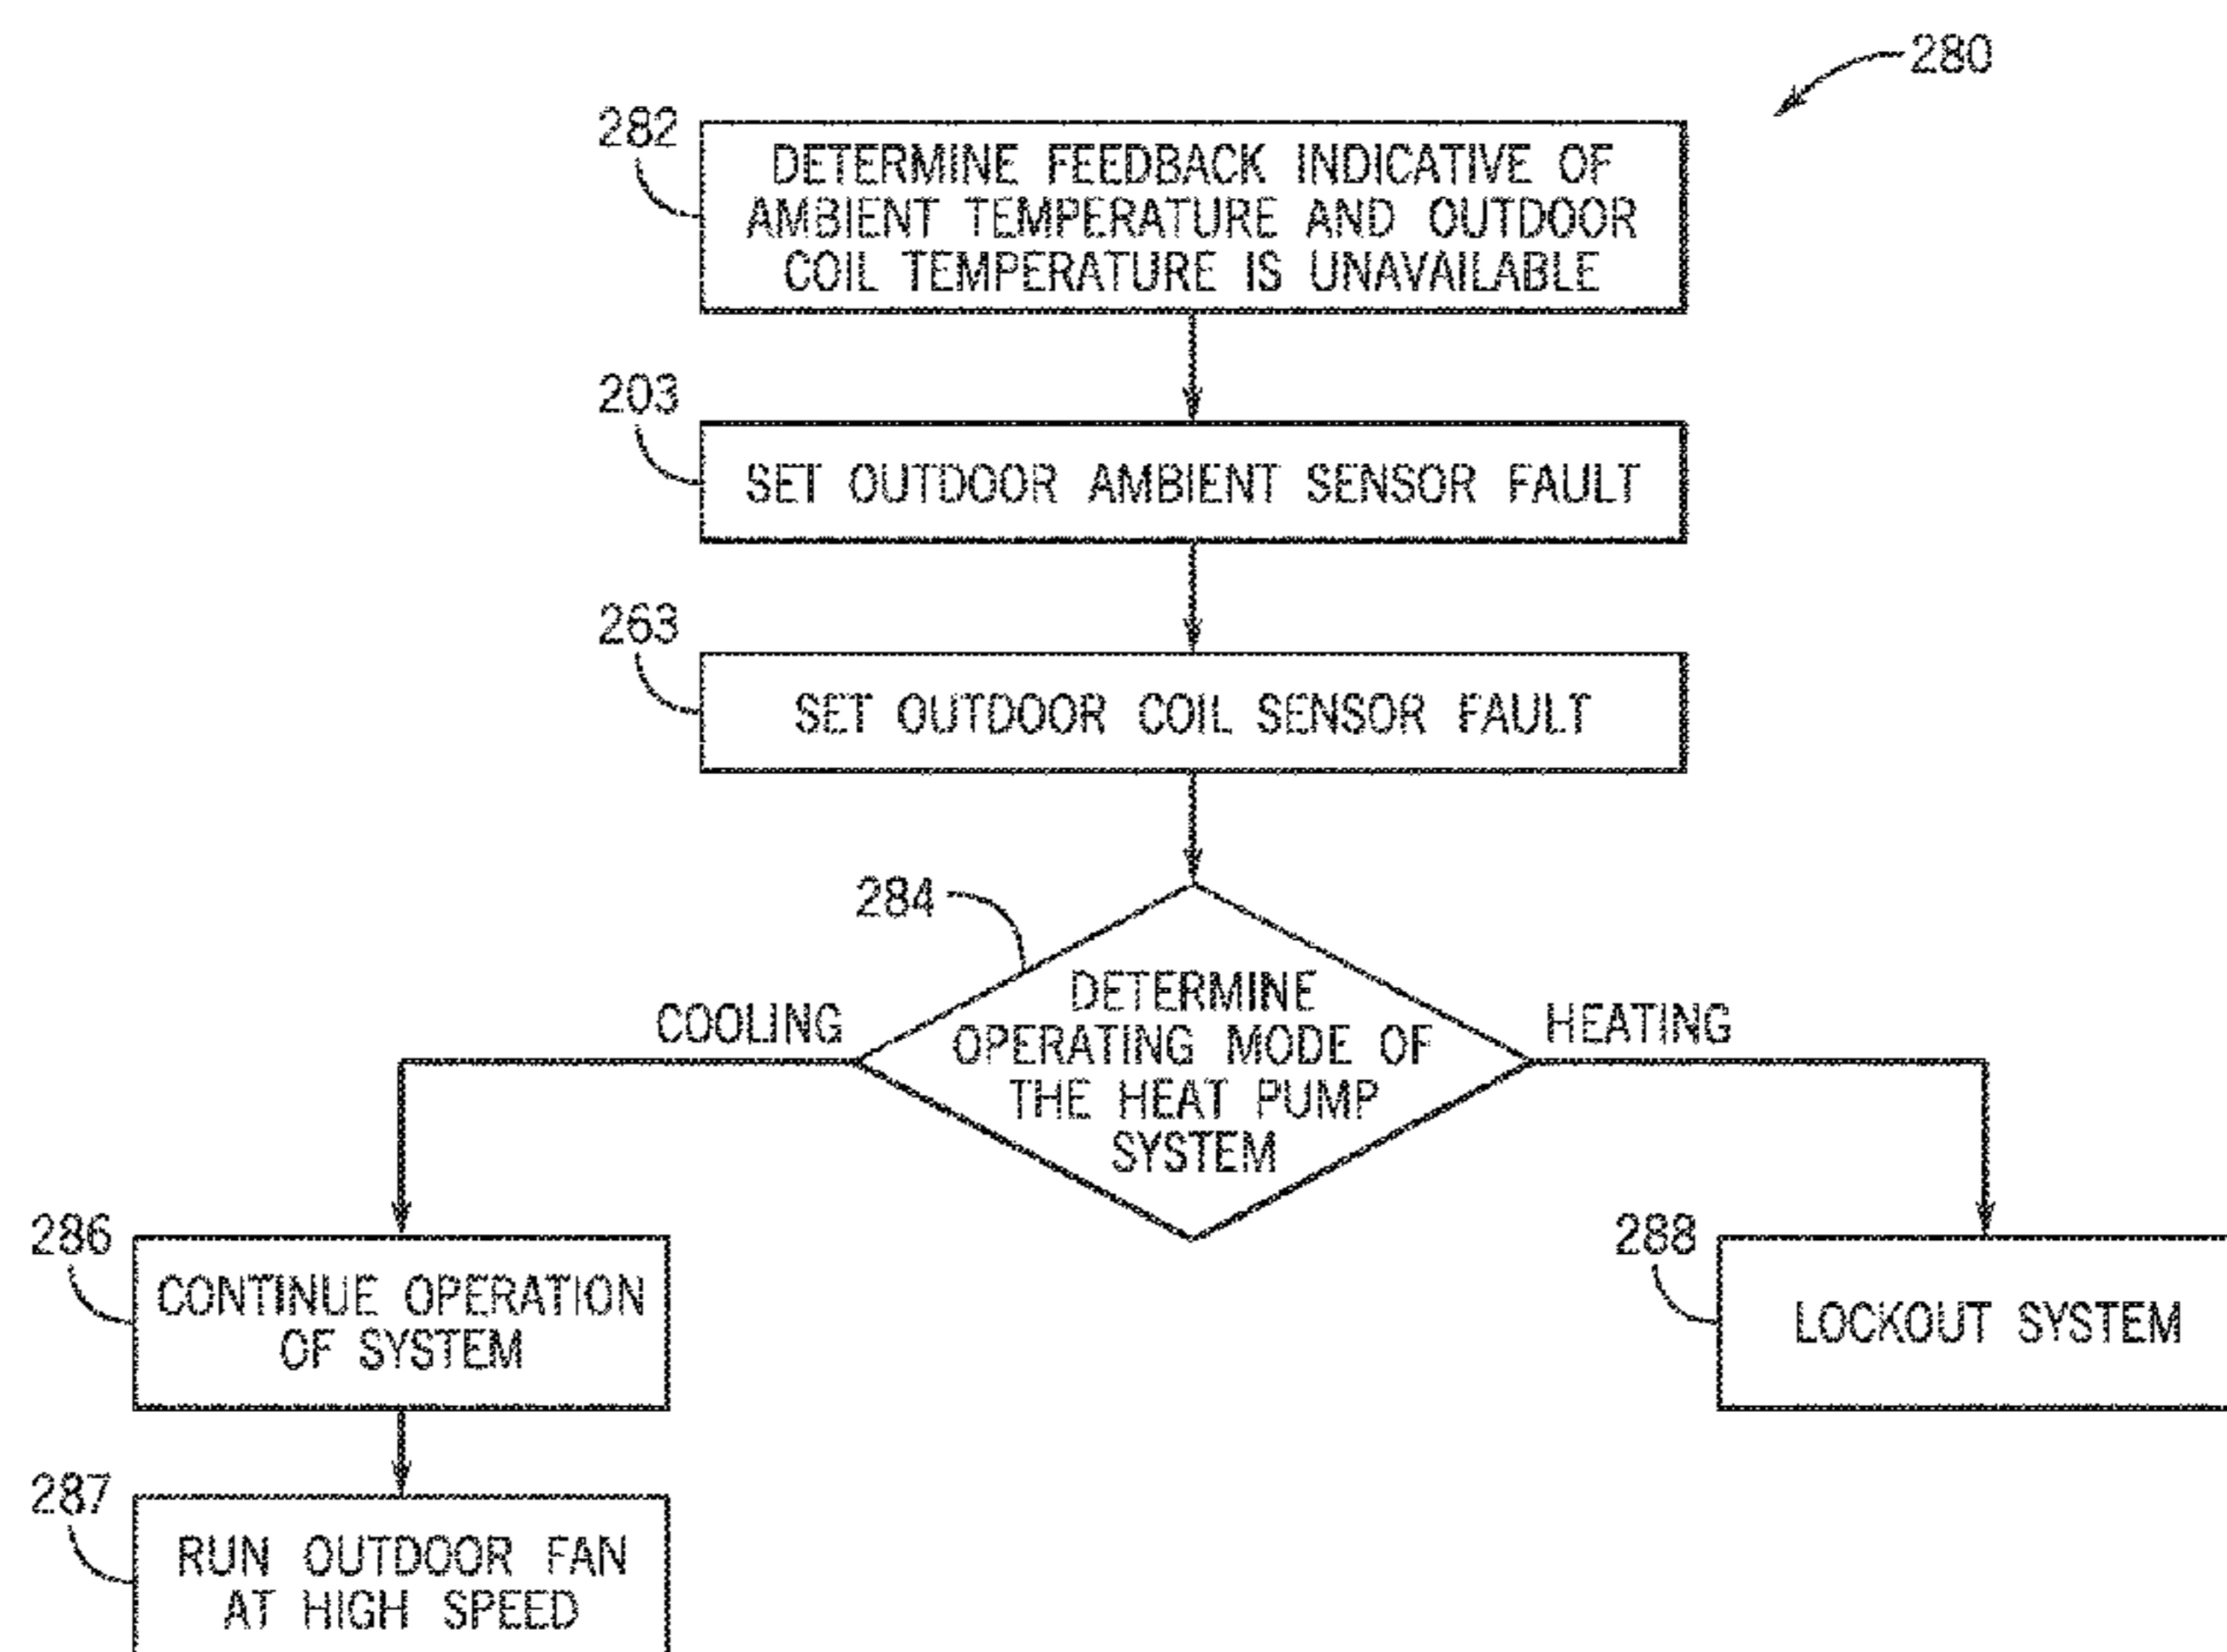 280
282
DETERMINE FEEDBACK INDICATIVE OF
AMBIENT TEMPERATURE AND OUTDOOR
COIL TEMPERATURE IS UNAVAILABLE
203
SET OUTDOOR AMBIENT SENSOR FAULT
263
SET OUTDOOR COIL SENSOR FAULT
284
DETERMINE
OPERATING MODE OF
THE HEAT PUMP
SYSTEM
COOLING
HEATING
286
CONTINUE OPERATION
OF SYSTEM
288
LOCKOUT SYSTEM
287
RUN OUTDOOR FAN
AT HIGH SPEED